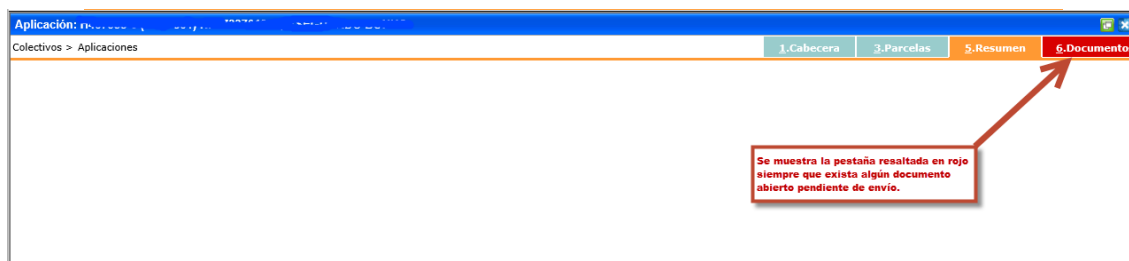 Aplicación:
Colectivos > Aplicaciones
1.Cabecera
3.Parcelas
5.Resumen
6.Documento
Se muestra la pestaña resaltada en rojo
siempre que exista algún documento
abierto pendiente de envío.